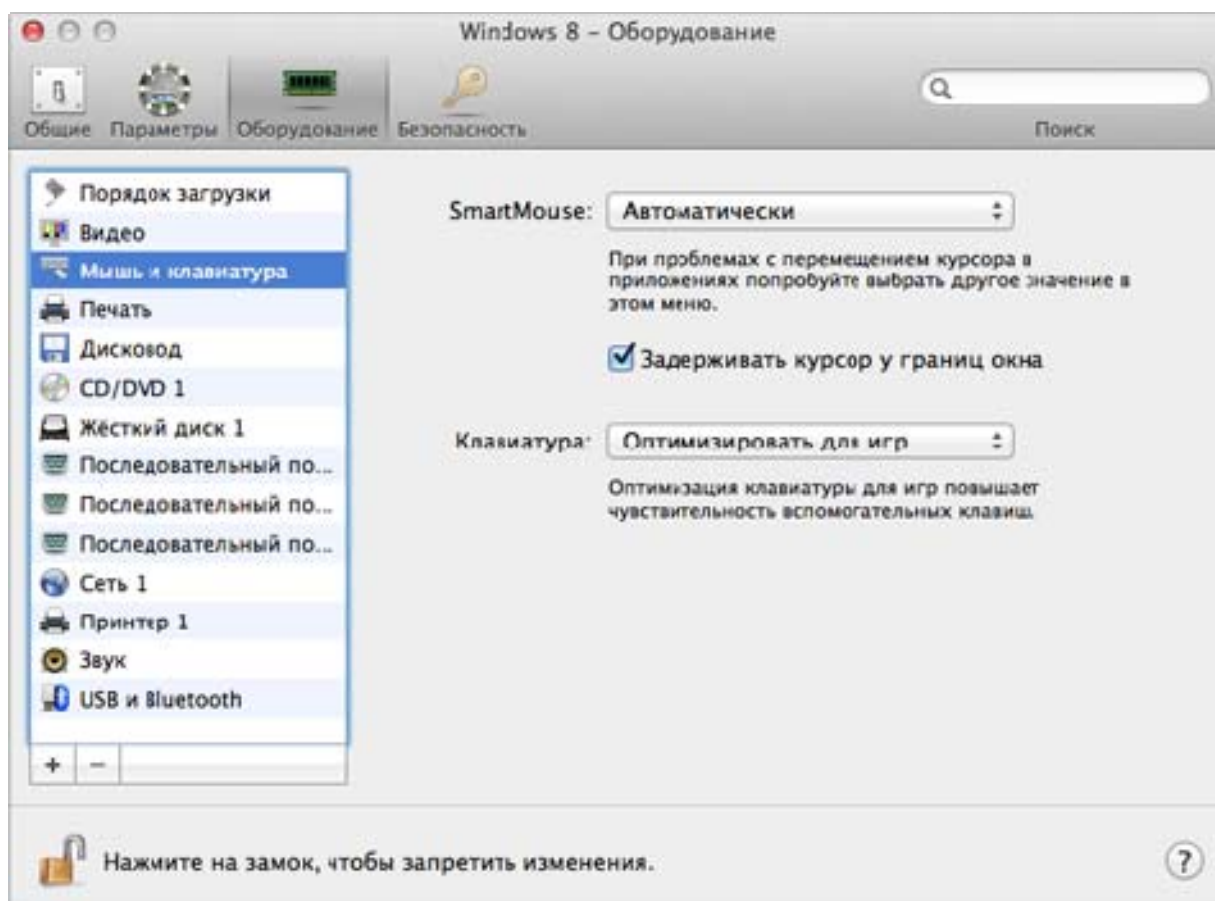 Windows 8 – Оборудование
Общие
Параметры
Оборудование
Безопасность
Поиск
Порядок загрузки
Видео
Мышь и клавиатура
Печать
Дисковод
CD/DVD 1
Жёсткий диск 1
Последовательный по...
Последовательный по...
Последовательный по...
Сеть 1
Принтер 1
Звук
USB и Bluetooth
+ −
SmartMouse: Автоматически
При проблемах с перемещением курсора в
приложениях попробуйте выбрать другое значение в
этом меню.
Задерживать курсор у границ окна
Клавиатура: Оптимизировать для игр
Оптимизация клавиатуры для игр повышает
чувствительность вспомогательных клавиш.
Нажмите на замок, чтобы запретить изменения.
?